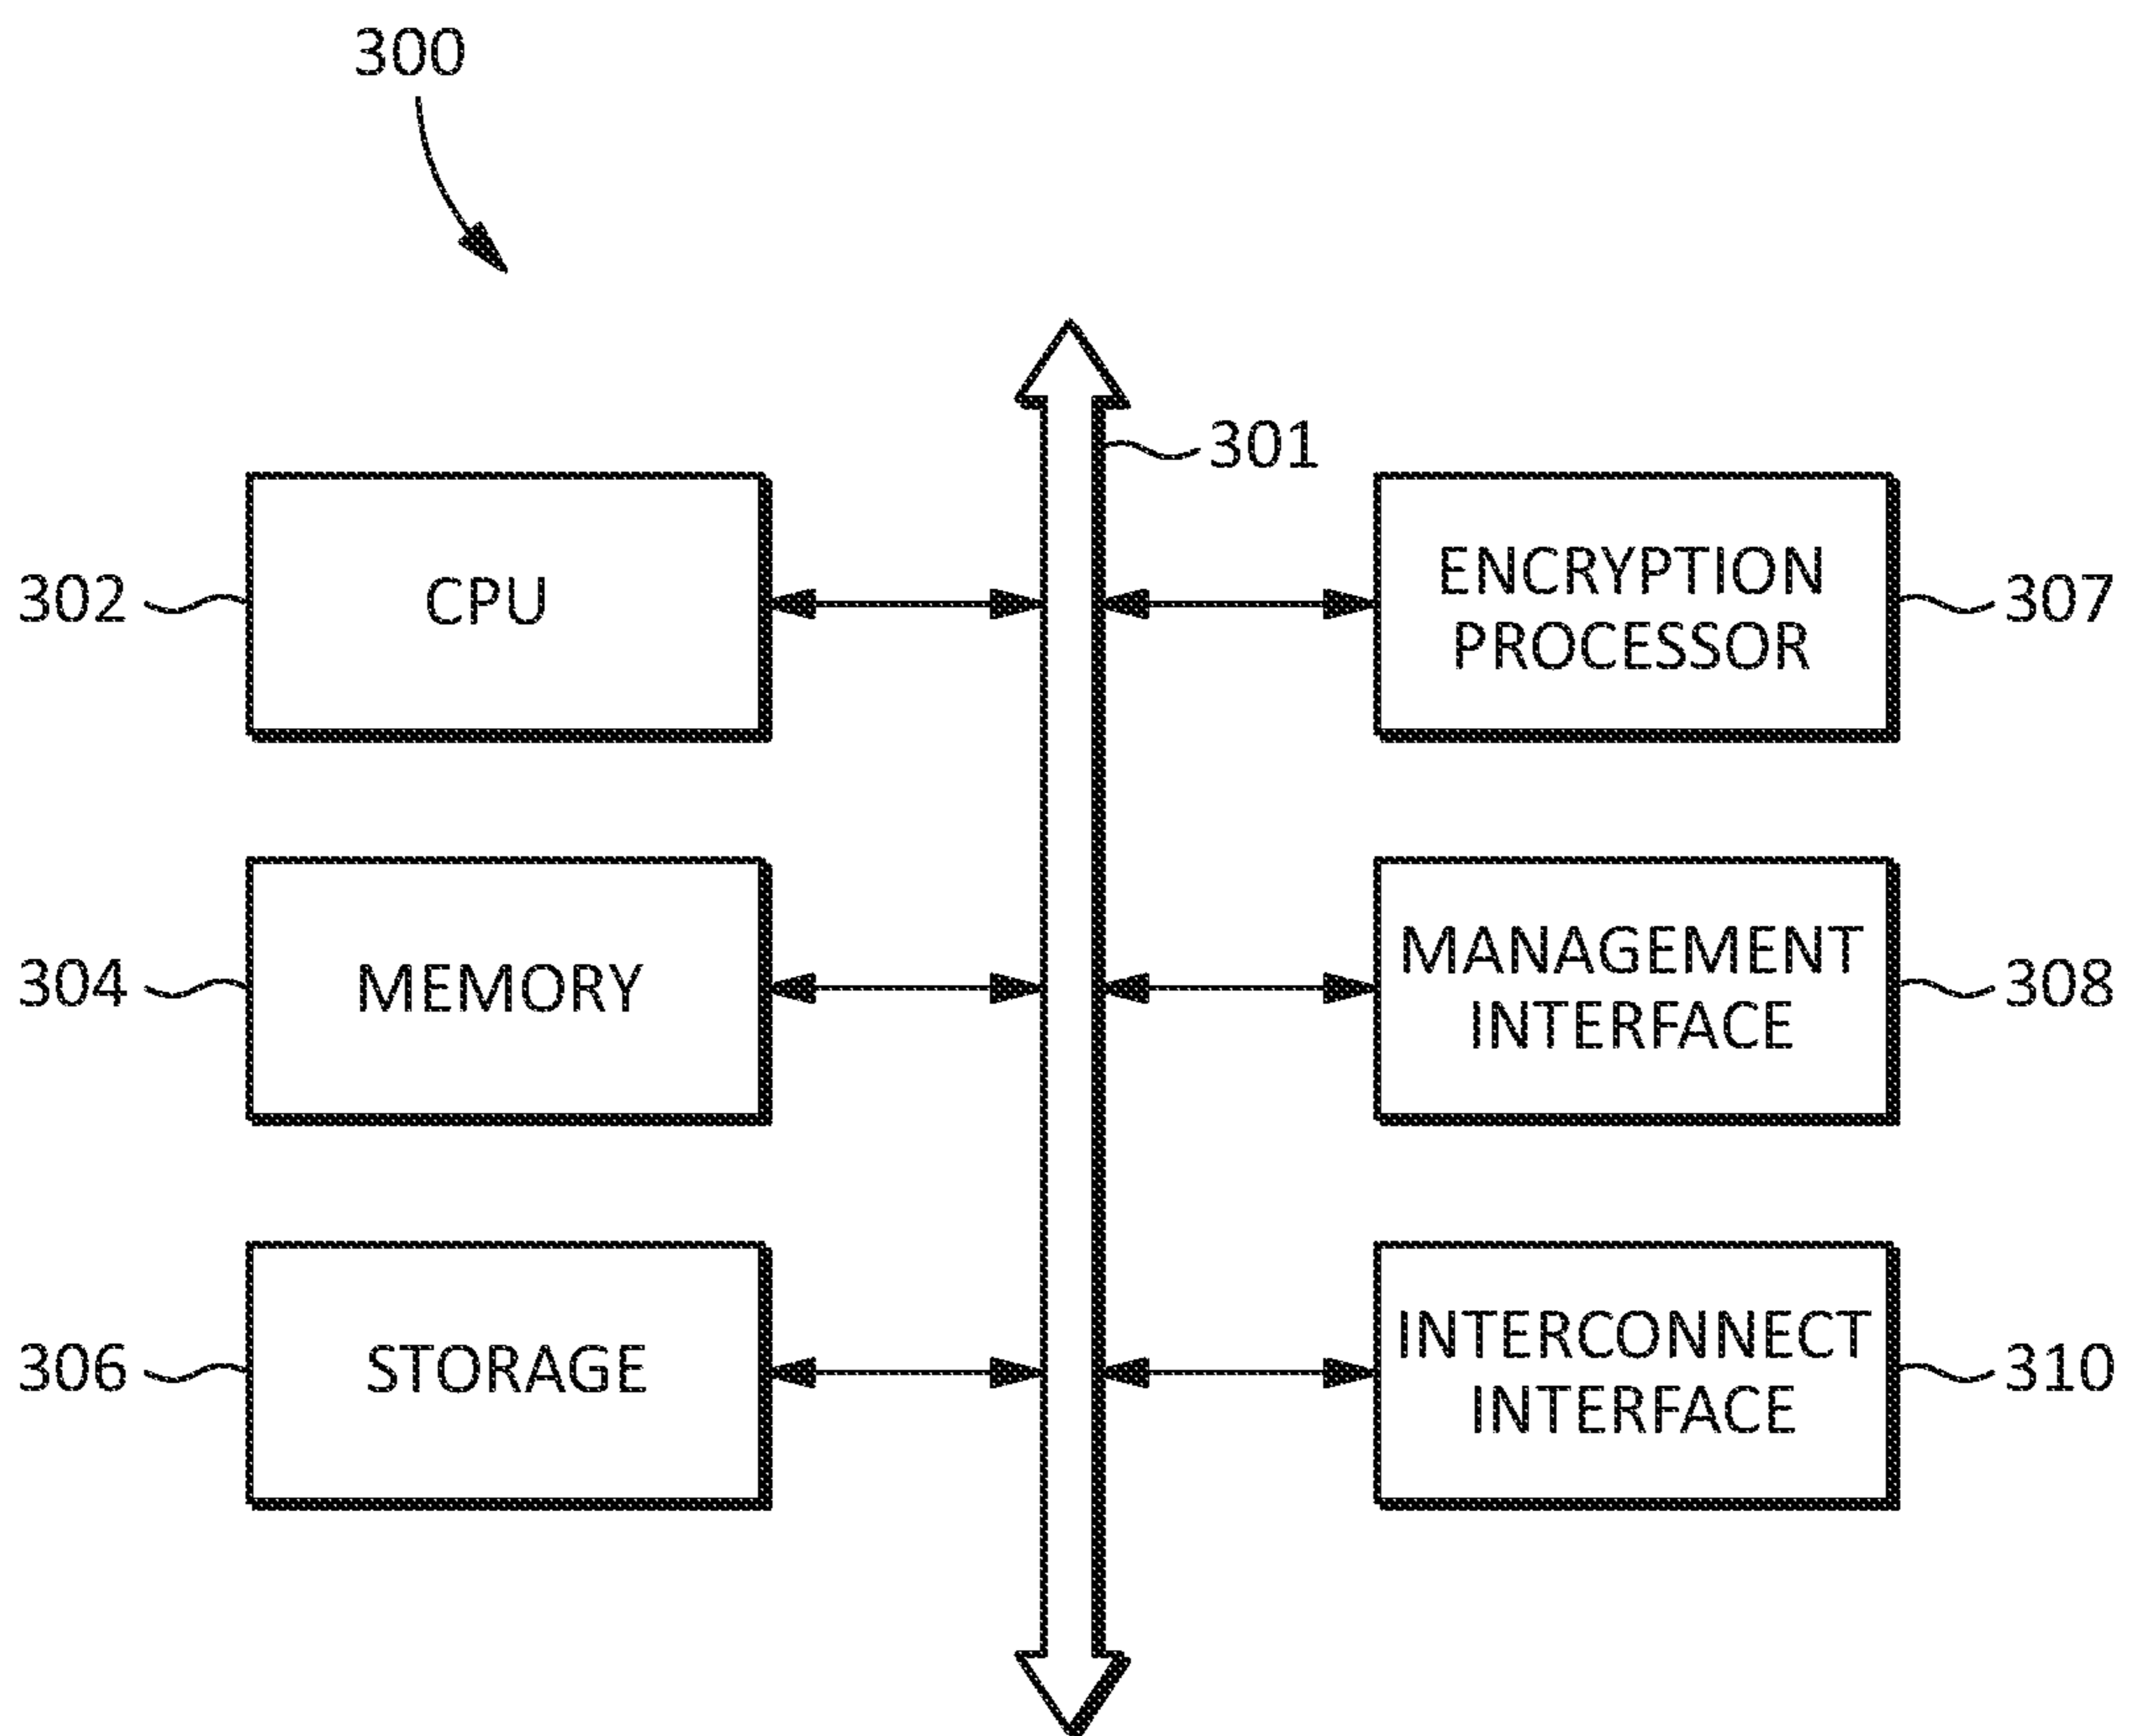 300
301
302
CPU
ENCRYPTION
PROCESSOR
307
304
MEMORY
MANAGEMENT
INTERFACE
308
306
STORAGE
INTERCONNECT
INTERFACE
310